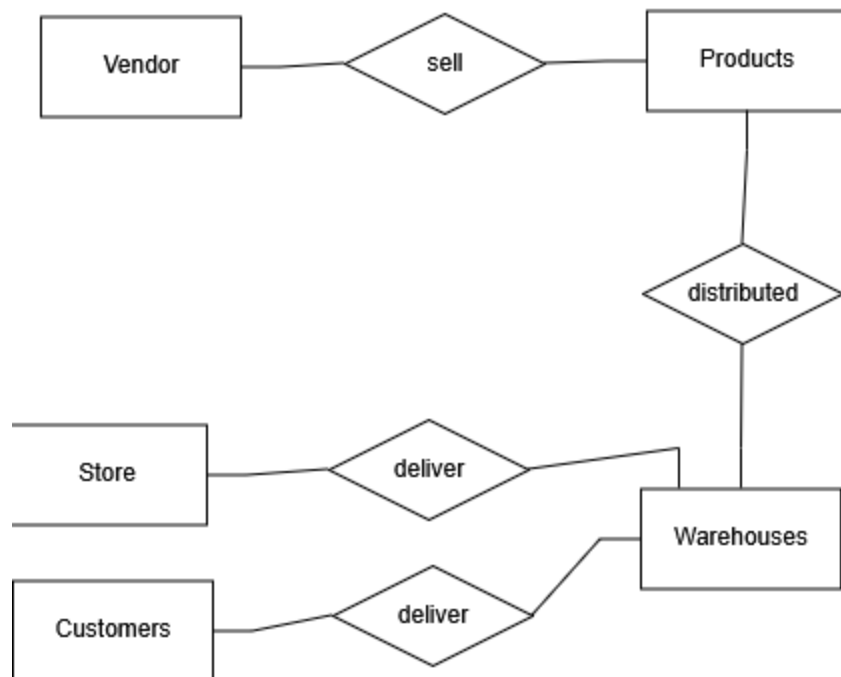 Vendor
sell
Products
distributed
Store
deliver
Warehouses
Customers
deliver